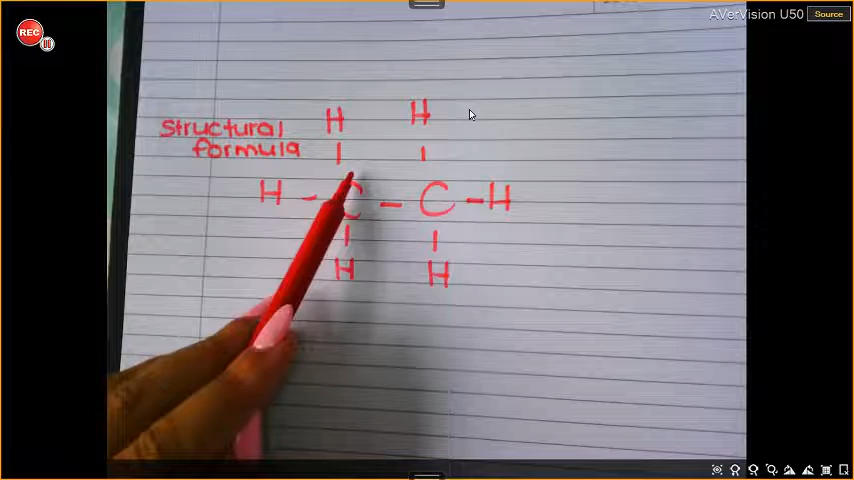 AVerVision U50
Source
REC
Structural
formula
H H
H - C - C - H
H H